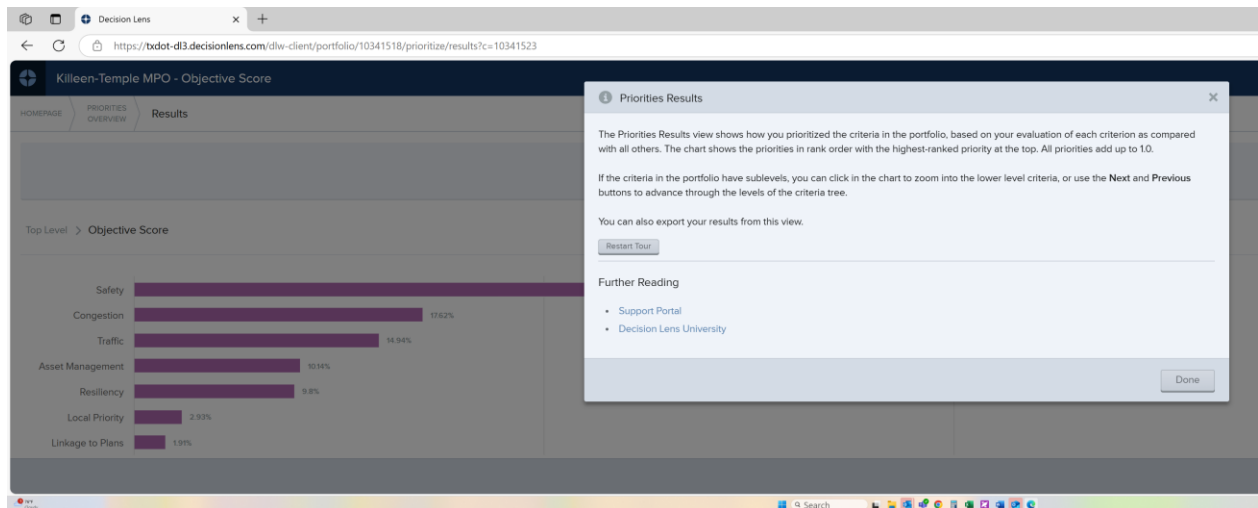 Decision Lens
https://txdot-dl3.decisionlens.com/dlw-client/portfolio/10341518/prioritize/results?c=10341523
Killeen-Temple MPO - Objective Score
HOMEPAGE
PRIORITIES
OVERVIEW
Results
Top Level > Objective Score
Safety
Congestion 17.62%
Traffic 14.94%
Asset Management 10.14%
Resiliency 9.8%
Local Priority 2.93%
Linkage to Plans 1.91%
Priorities Results
The Priorities Results view shows how you prioritized the criteria in the portfolio, based on your evaluation of each criterion as compared
with all others. The chart shows the priorities in rank order with the highest-ranked priority at the top. All priorities add up to 1.0.
If the criteria in the portfolio have sublevels, you can click in the chart to zoom into the lower level criteria, or use the Next and Previous
buttons to advance through the levels of the criteria tree.
You can also export your results from this view.
Restart Tour
Further Reading
• Support Portal
• Decision Lens University
Done
Search